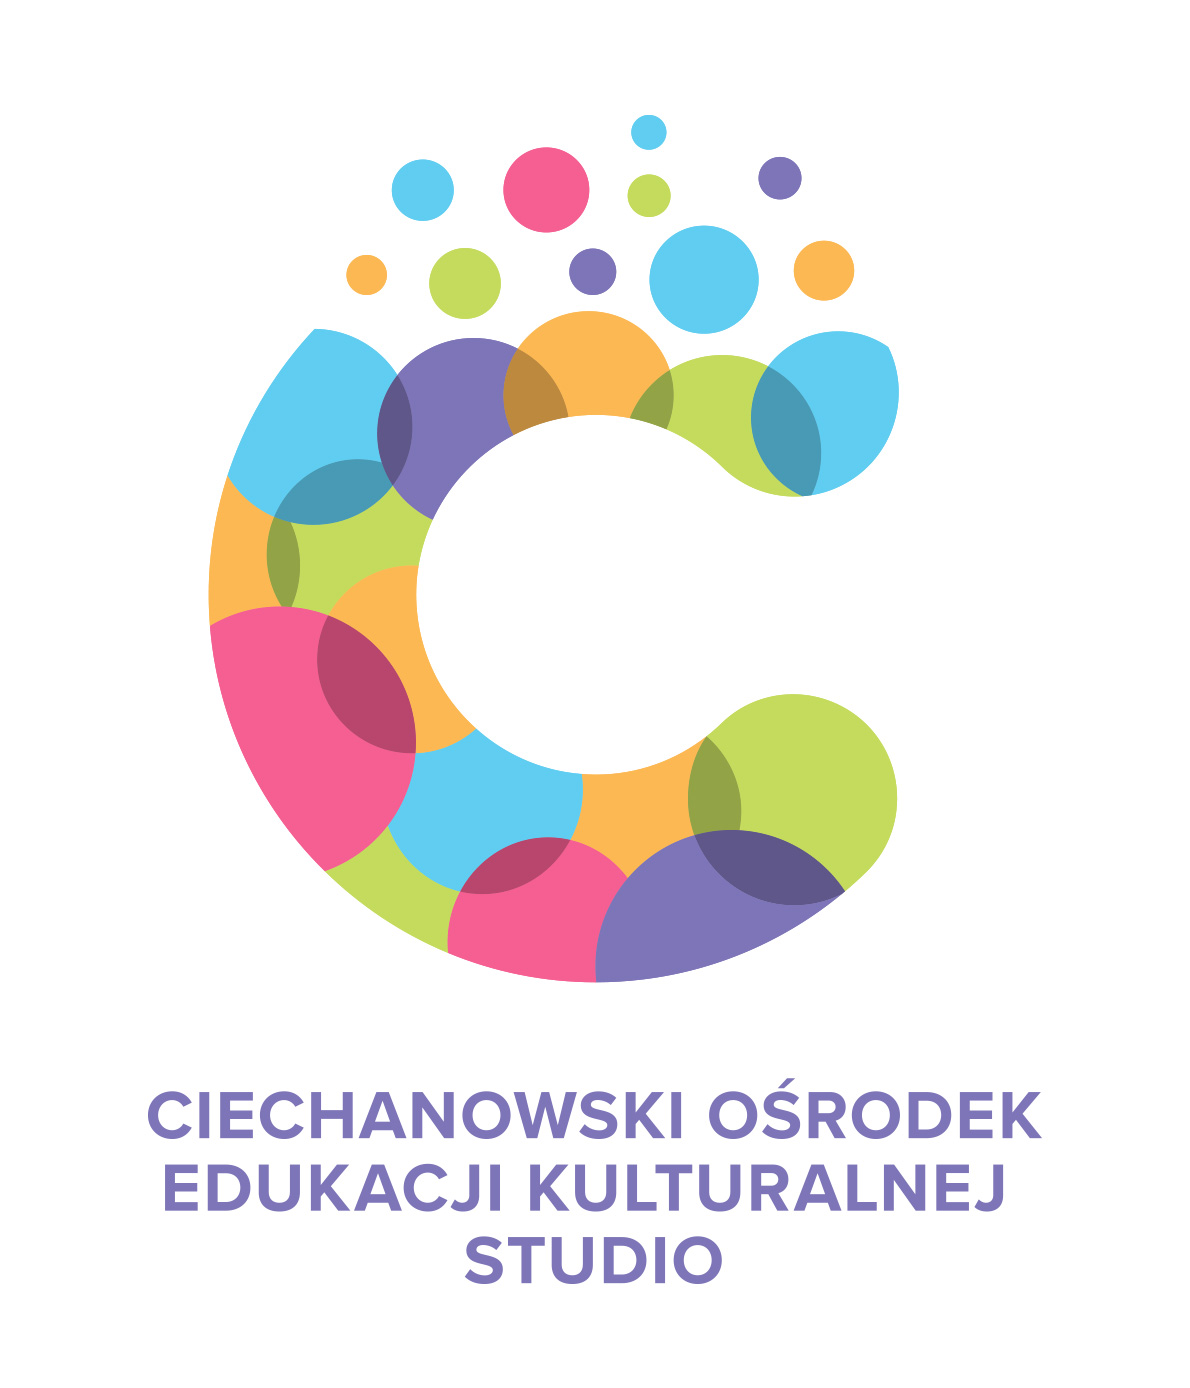 CIECHANOWSKI OŚRODEK
EDUKACJI KULTURALNEJ
STUDIO